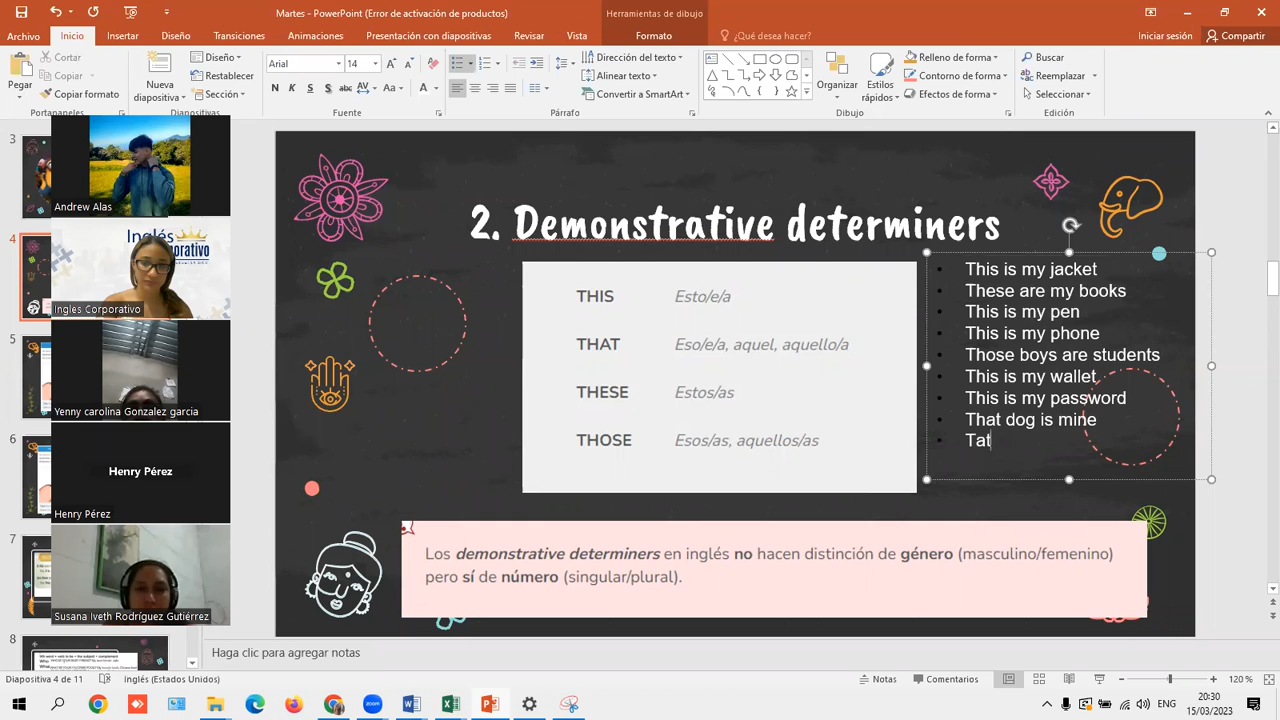 Martes - PowerPoint (Error de activación de productos)
Herramientas de dibujo
Archivo Inicio Insertar Diseño Transiciones Animaciones Presentación con diapositivas Revisar Vista Formato ¿Qué desea hacer? Iniciar sesión Compartir
Pegar
Cortar
Copiar
Copiar formato
Portapapeles
Nueva
diapositiva
Diseño
Restablecer
Sección
Diapositivas
Arial 14
N K S S abc AV Aa A
Fuente
Dirección del texto
Alinear texto
Convertir a SmartArt
Párrafo
Organizar
Estilos
rápidos
Relleno de forma
Contorno de forma
Efectos de forma
Dibujo
Buscar
Reemplazar
Seleccionar
Edición
3
4
5
6
7
8
Andrew Alas
Inglés
Corporativo
Ingles Corporativo
Yenny carolina Gonzalez garcia
Henry Pérez
Henry Pérez
Susana Iveth Rodríguez Gutiérrez
2. Demonstrative determiners
THIS Esto/e/a
THAT Eso/e/a, aquel, aquello/a
THESE Estos/as
THOSE Esos/as, aquellos/as
• This is my jacket
• These are my books
• This is my pen
• This is my phone
• Those boys are students
• This is my wallet
• This is my password
• That dog is mine
• Tat
Los demonstrative determiners en inglés no hacen distinción de género (masculino/femenino)
pero sí de número (singular/plural).
Haga clic para agregar notas
Diapositiva 4 de 11 Inglés (Estados Unidos) Notas Comentarios 120 %
ENG
20:30
15/03/2023